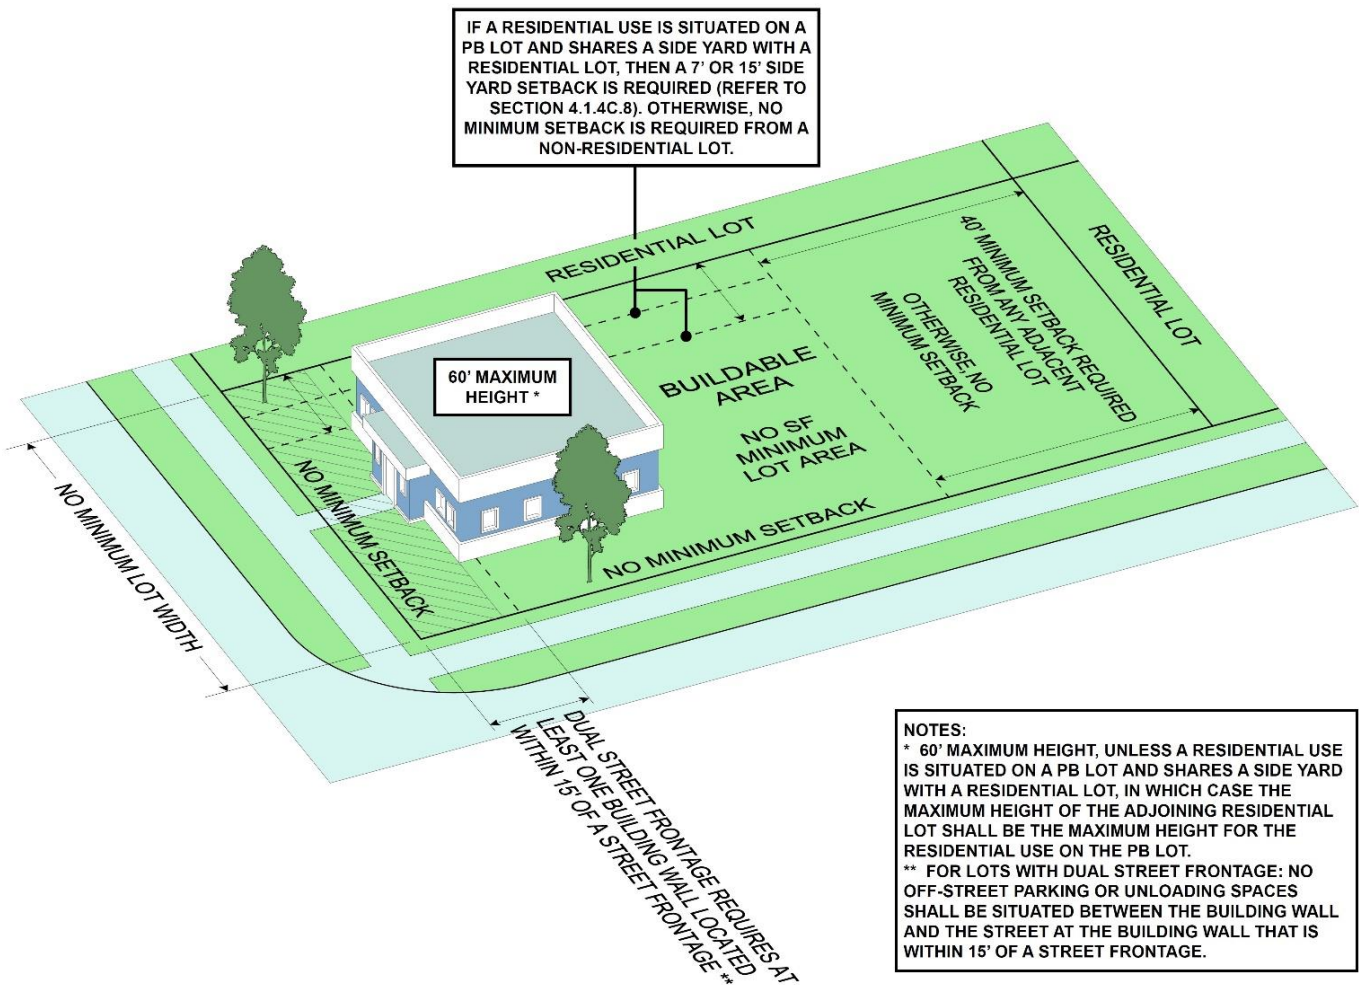 IF A RESIDENTIAL USE IS SITUATED ON A
PB LOT AND SHARES A SIDE YARD WITH A
RESIDENTIAL LOT, THEN A 7' OR 15' SIDE
YARD SETBACK IS REQUIRED (REFER TO
SECTION 4.1.4C.8). OTHERWISE, NO
MINIMUM SETBACK IS REQUIRED FROM A
NON-RESIDENTIAL LOT.
RESIDENTIAL LOT
RESIDENTIAL LOT
40' MINIMUM SETBACK REQUIRED
FROM ANY ADJACENT
RESIDENTIAL LOT
OTHERWISE, NO
MINIMUM SETBACK
60' MAXIMUM
HEIGHT *
BUILDABLE
AREA
NO SF
MINIMUM
LOT AREA
NO MINIMUM SETBACK
NO MINIMUM SETBACK
NO MINIMUM LOT WIDTH
DUAL STREET FRONTAGE REQUIRES AT
LEAST ONE BUILDING WALL LOCATED
WITHIN 15' OF A STREET FRONTAGE **
NOTES:
* 60' MAXIMUM HEIGHT, UNLESS A RESIDENTIAL USE
IS SITUATED ON A PB LOT AND SHARES A SIDE YARD
WITH A RESIDENTIAL LOT, IN WHICH CASE THE
MAXIMUM HEIGHT OF THE ADJOINING RESIDENTIAL
LOT SHALL BE THE MAXIMUM HEIGHT FOR THE
RESIDENTIAL USE ON THE PB LOT.
** FOR LOTS WITH DUAL STREET FRONTAGE: NO
OFF-STREET PARKING OR UNLOADING SPACES
SHALL BE SITUATED BETWEEN THE BUILDING WALL
AND THE STREET AT THE BUILDING WALL THAT IS
WITHIN 15' OF A STREET FRONTAGE.